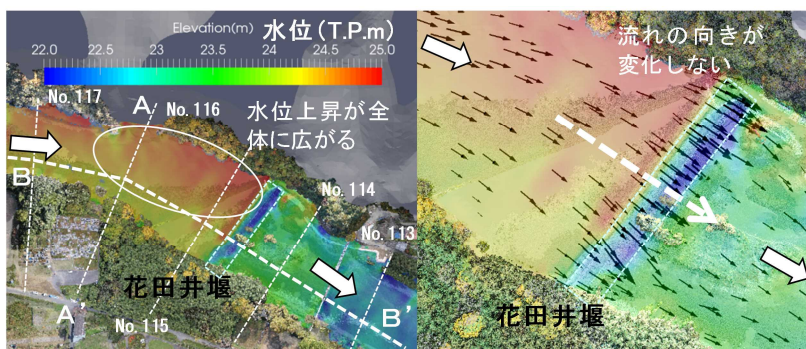 Elevation(m) 水位(T.P.m)
22.0 22.5 23.0 23.5 24.0 24.5 25.0
No.117
A
No.116
水位上昇が全
体に広がる
B
No.114
No.113
花田井堰
A'
No.115
B'
流れの向きが
変化しない
花田井堰